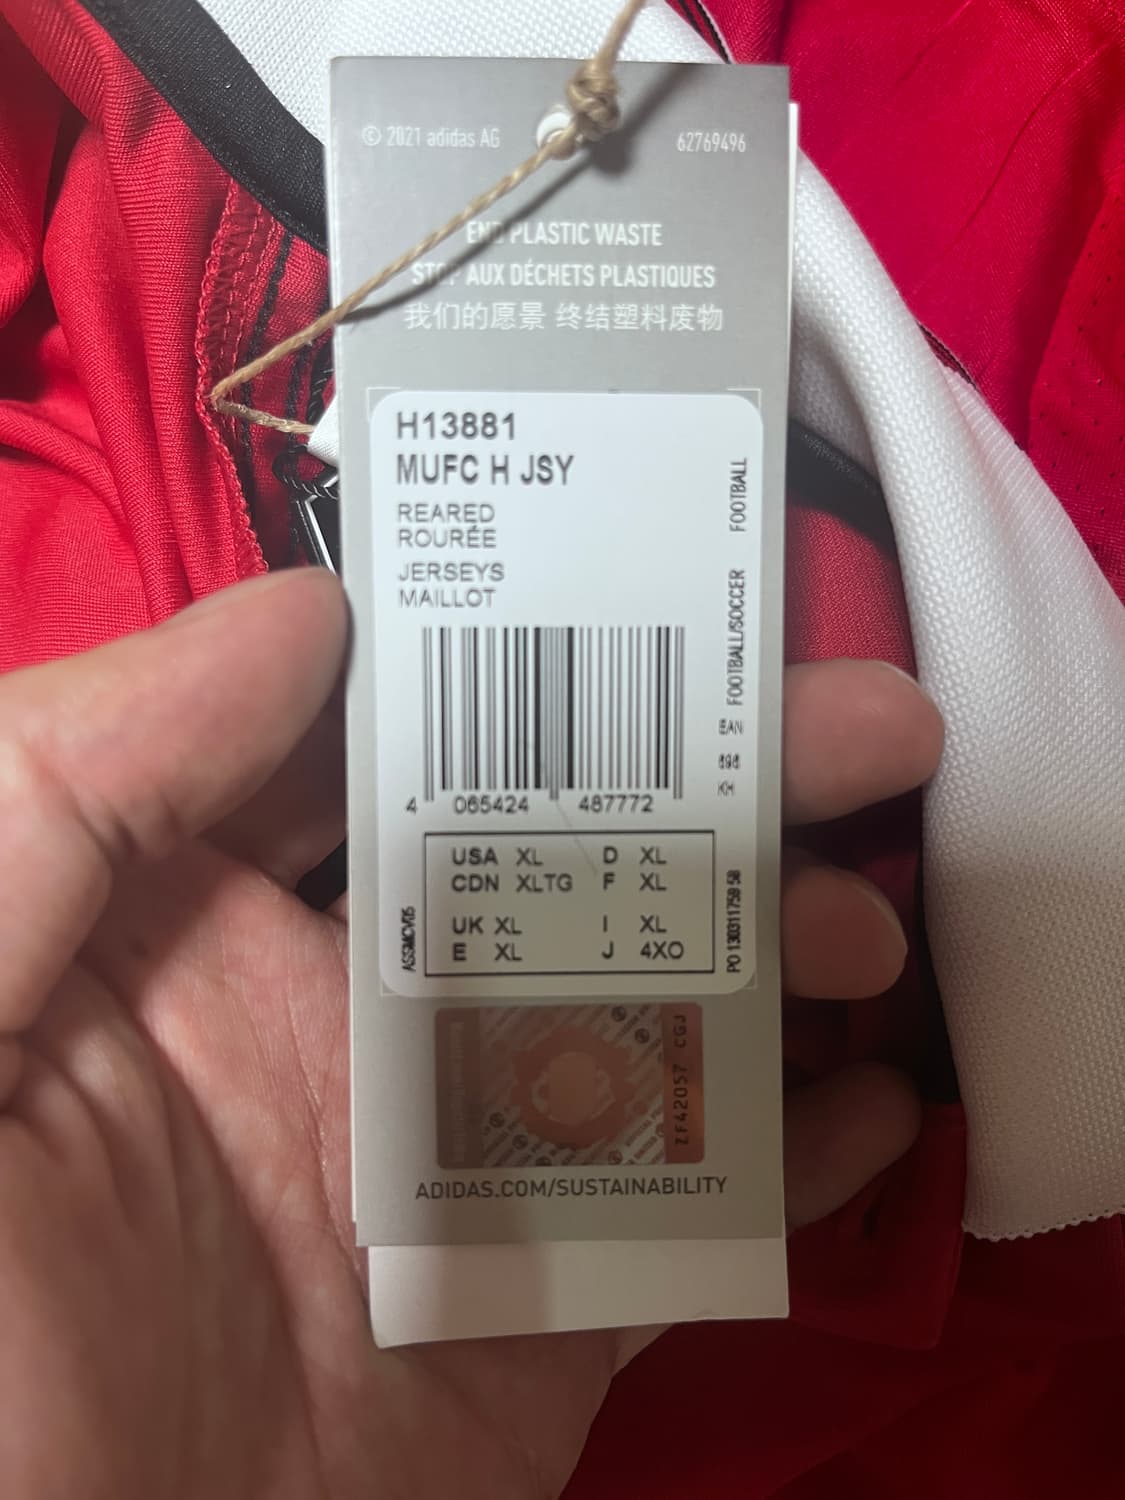 © 2021 adidas AG
62769496
END PLASTIC WASTE
STOP AUX DÉCHETS PLASTIQUES
我们的愿景 终结塑料废物
H13881
MUFC H JSY
REARED
ROURÉE
JERSEYS
MAILLOT
FOOTBALL/SOCCER FOOTBALL
EAN
KH
4 065424 487772
USA XL D XL
CDN XLTG F XL
UK XL I XL
E XL J 4XO
ZF42057 CGJ
ADIDAS.COM/SUSTAINABILITY